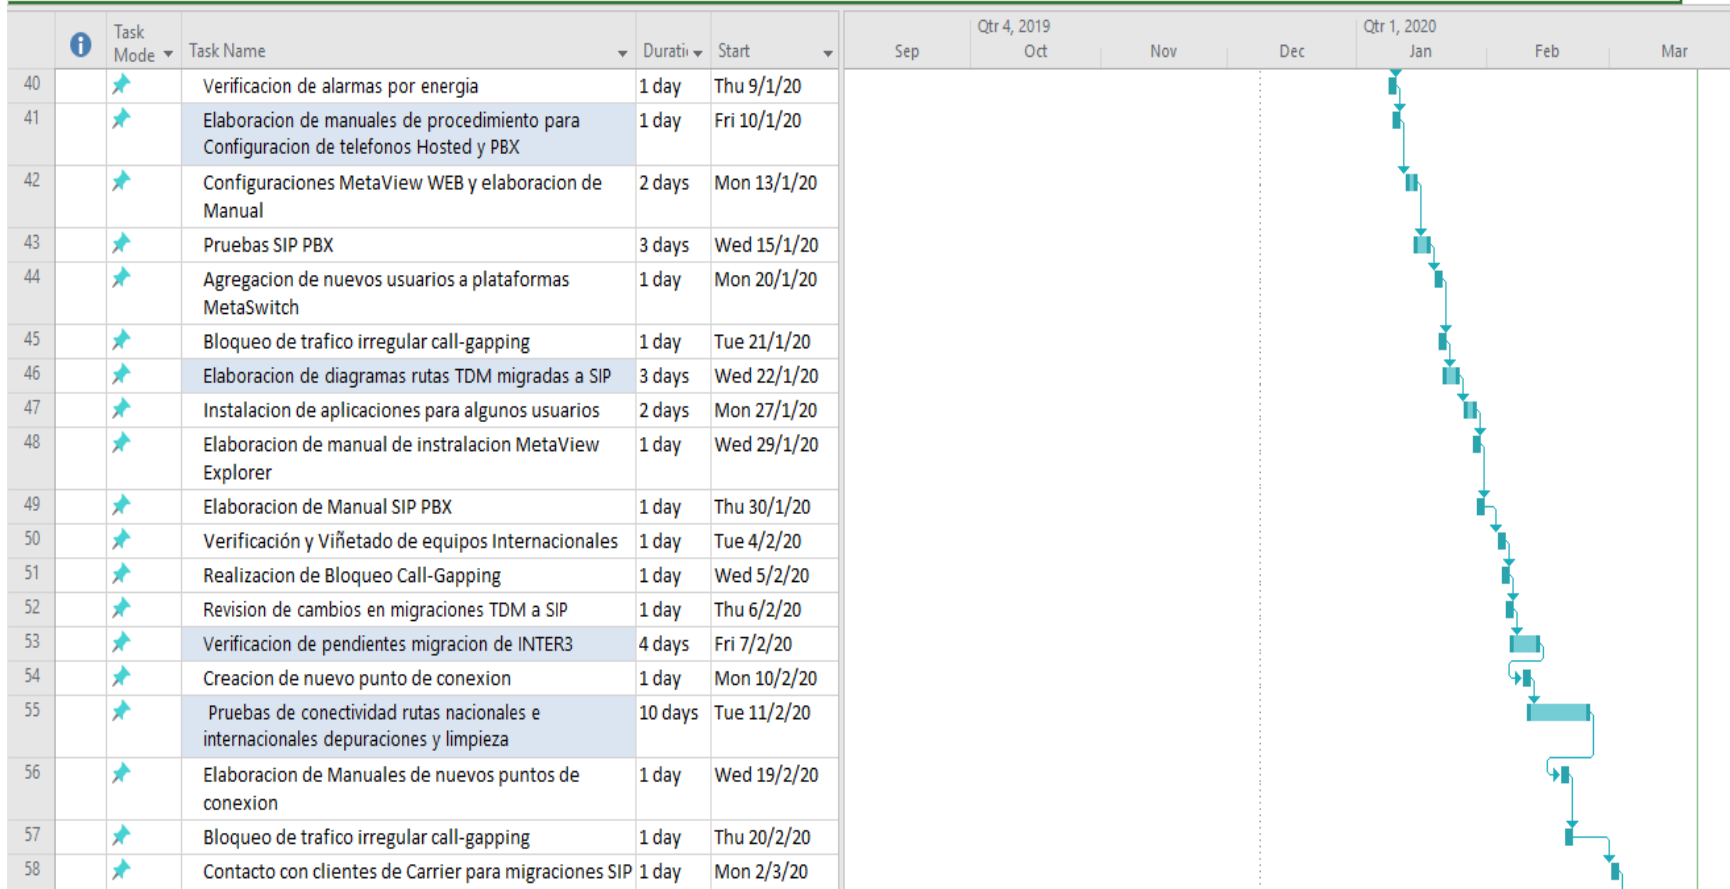 Task
Mode
Task Name
Durati
Start
Qtr 4, 2019
Qtr 1, 2020
Sep Oct Nov Dec Jan Feb Mar
40 Verificacion de alarmas por energia 1 day Thu 9/1/20
41 Elaboracion de manuales de procedimiento para 1 day Fri 10/1/20
Configuracion de telefonos Hosted y PBX
42 Configuraciones MetaView WEB y elaboracion de 2 days Mon 13/1/20
Manual
43 Pruebas SIP PBX 3 days Wed 15/1/20
44 Agregacion de nuevos usuarios a plataformas 1 day Mon 20/1/20
MetaSwitch
45 Bloqueo de trafico irregular call-gapping 1 day Tue 21/1/20
46 Elaboracion de diagramas rutas TDM migradas a SIP 3 days Wed 22/1/20
47 Instalacion de aplicaciones para algunos usuarios 2 days Mon 27/1/20
48 Elaboracion de manual de instralacion MetaView 1 day Wed 29/1/20
Explorer
49 Elaboracion de Manual SIP PBX 1 day Thu 30/1/20
50 Verificación y Viñetado de equipos Internacionales 1 day Tue 4/2/20
51 Realizacion de Bloqueo Call-Gapping 1 day Wed 5/2/20
52 Revision de cambios en migraciones TDM a SIP 1 day Thu 6/2/20
53 Verificacion de pendientes migracion de INTER3 4 days Fri 7/2/20
54 Creacion de nuevo punto de conexion 1 day Mon 10/2/20
55 Pruebas de conectividad rutas nacionales e 10 days Tue 11/2/20
internacionales depuraciones y limpieza
56 Elaboracion de Manuales de nuevos puntos de 1 day Wed 19/2/20
conexion
57 Bloqueo de trafico irregular call-gapping 1 day Thu 20/2/20
58 Contacto con clientes de Carrier para migraciones SIP 1 day Mon 2/3/20